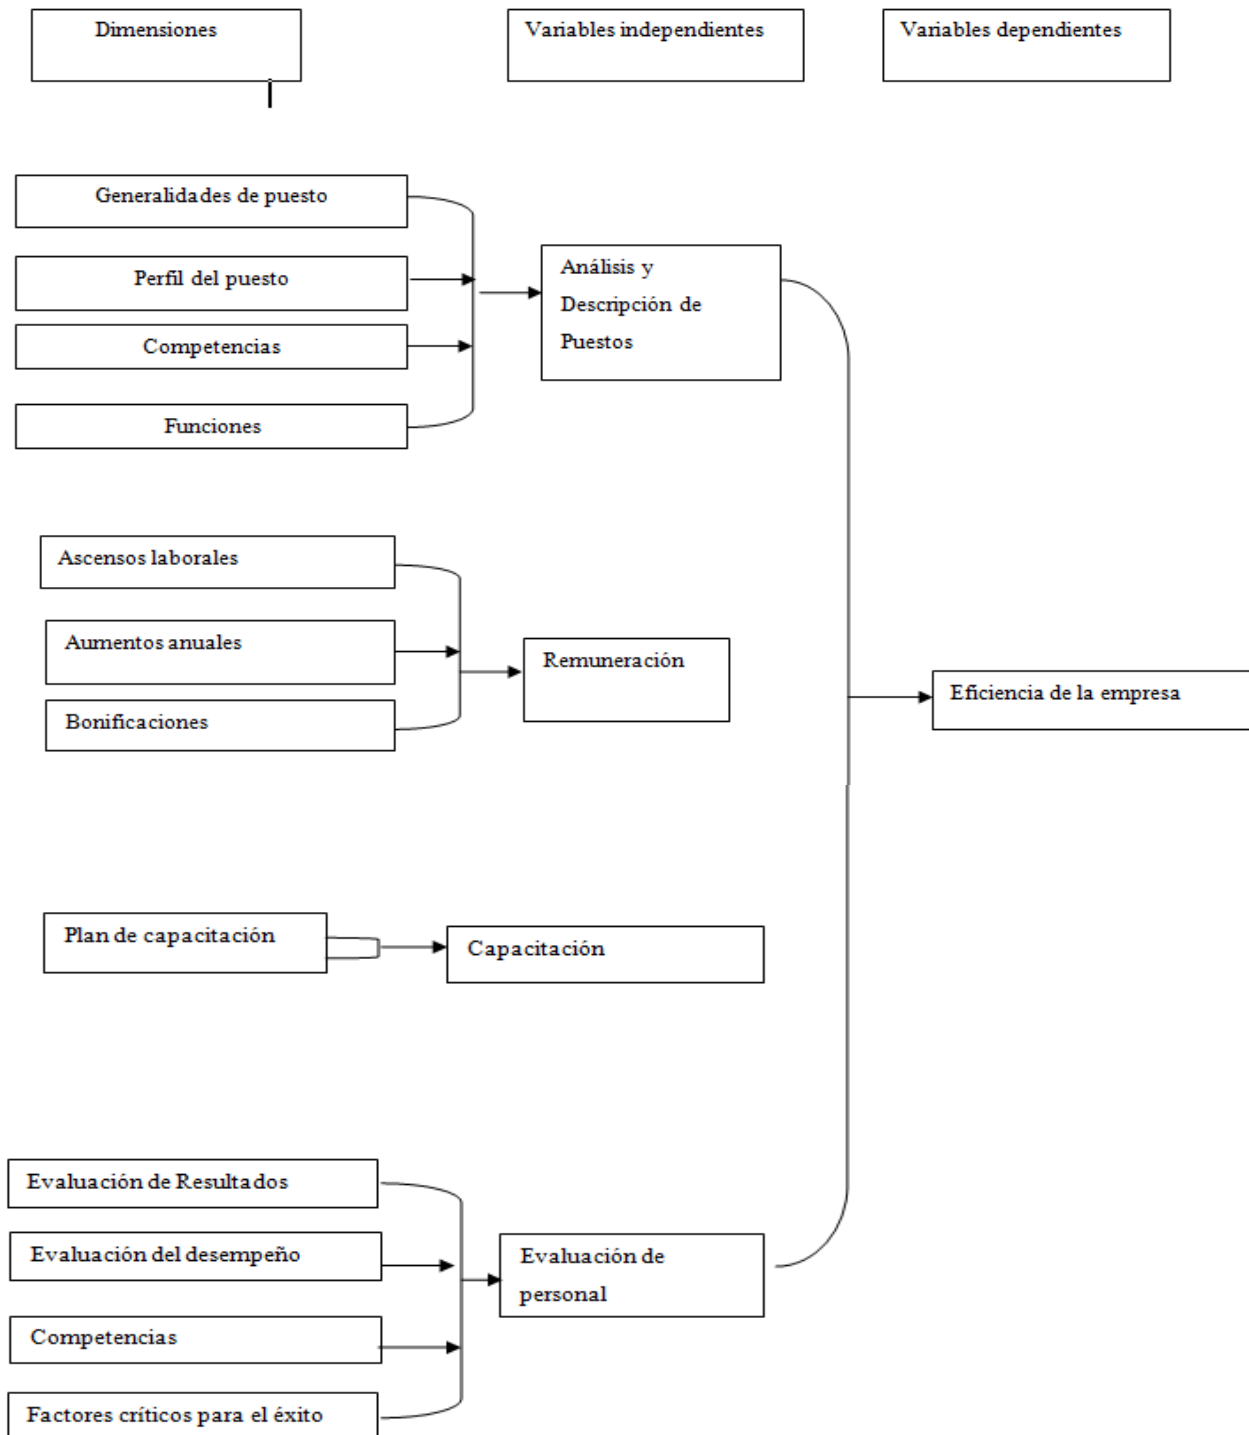 Dimensiones
Variables independientes
Variables dependientes
Generalidades de puesto
Perfil del puesto
Competencias
Funciones
Análisis y
Descripción de
Puestos
Ascensos laborales
Aumentos anuales
Bonificaciones
Remuneración
Eficiencia de la empresa
Plan de capacitación
Capacitación
Evaluación de Resultados
Evaluación del desempeño
Competencias
Factores críticos para el éxito
Evaluación de
personal